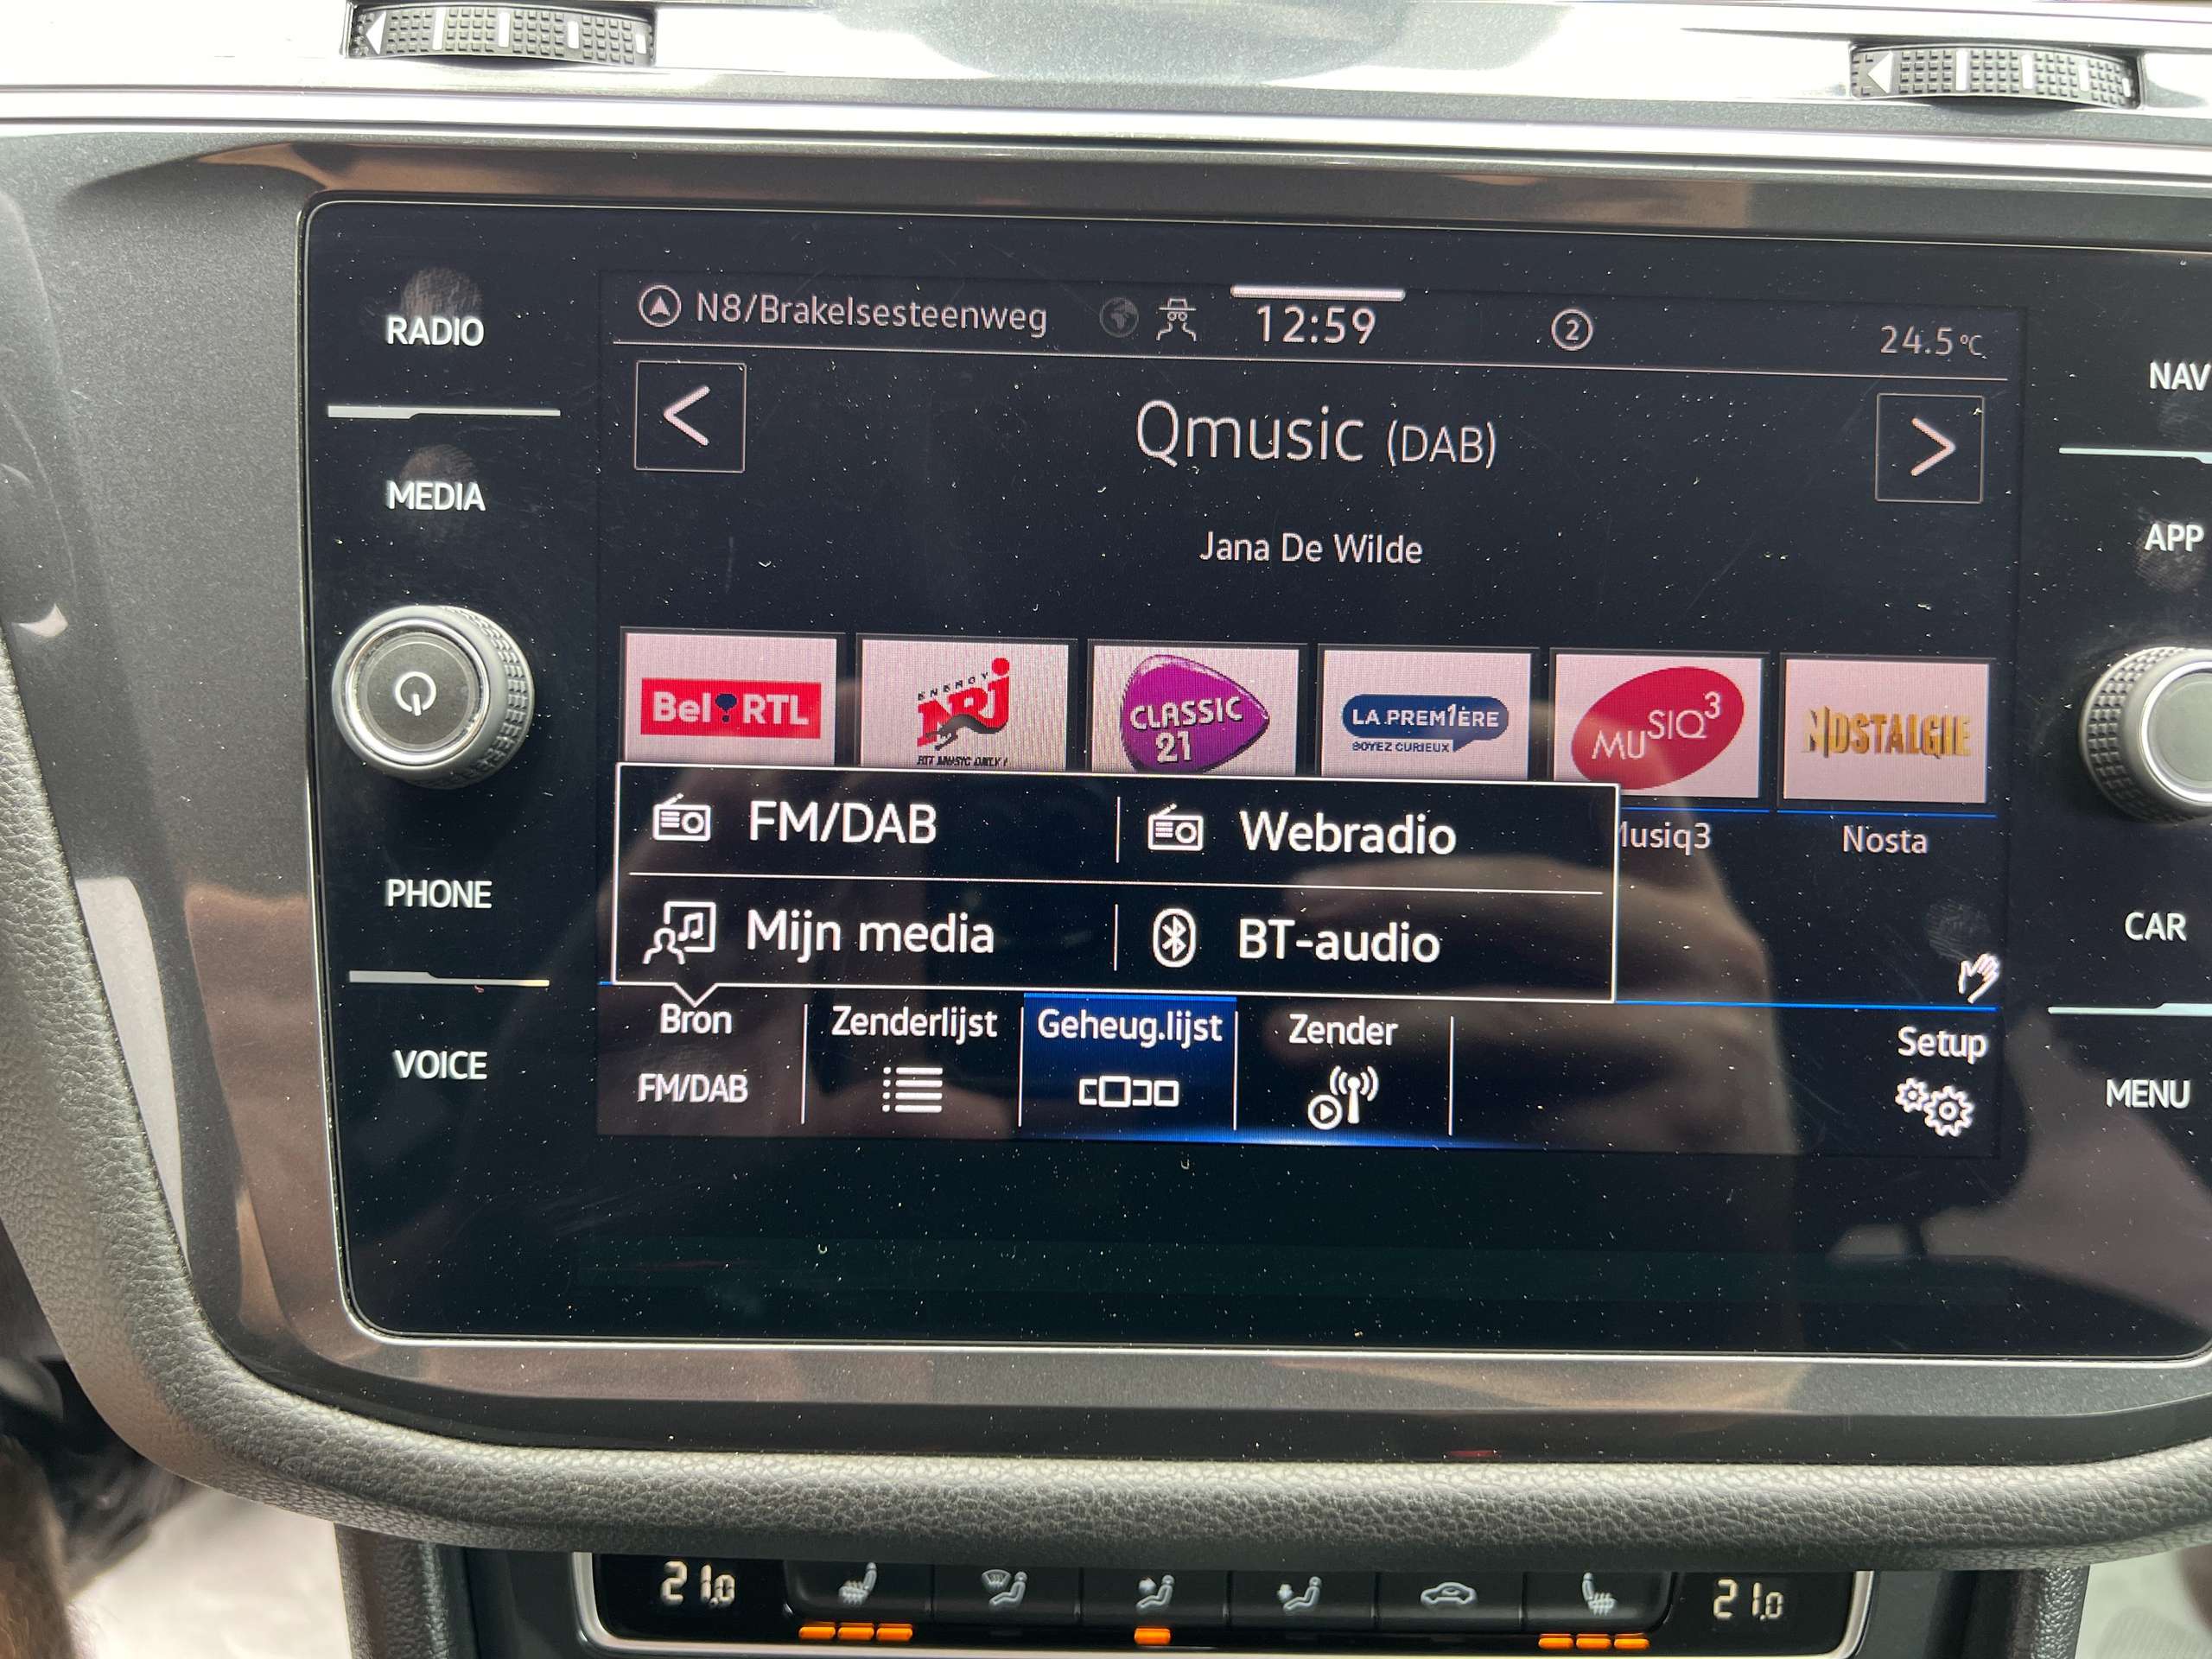 RADIO
MEDIA
PHONE
VOICE
N8/Brakelsesteenweg
12:59
2
24.5 °C
Qmusic (DAB)
Jana De Wilde
Bel RTL
ENERGY
NRJ
HIT MUSIC ONLY !
CLASSIC
21
LA PREM1ÈRE
SOYEZ CURIEUX
MUSIQ3
NOSTALGIE
FM/DAB
Webradio
Musiq3
Nosta
Mijn media
BT-audio
Bron
Zenderlijst
Geheug.lijst
Zender
Setup
FM/DAB
NAV
APP
CAR
MENU
21.0
21.0